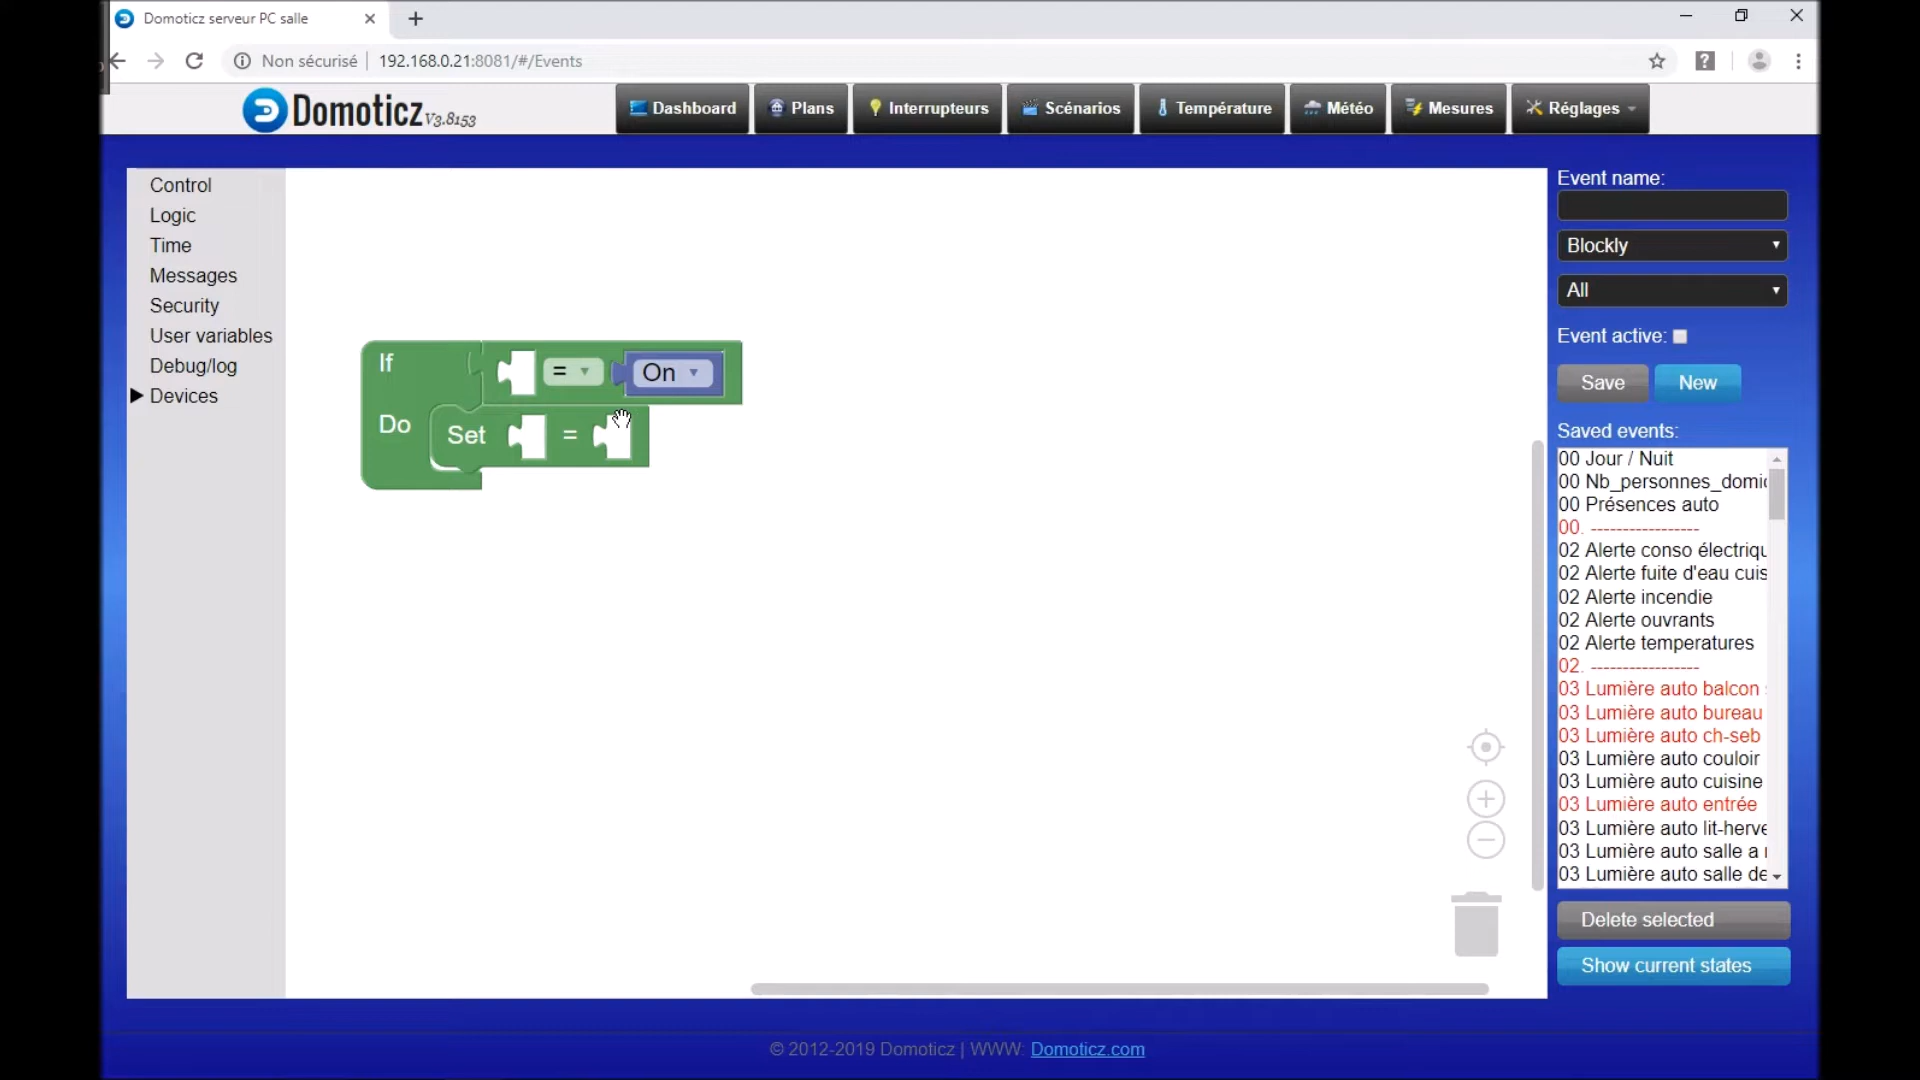 Domoticz serveur PC salle
Non sécurisé
192.168.0.21:8081/#/Events
Domoticz V3.8153
Dashboard
Plans
Interrupteurs
Scénarios
Température
Météo
Mesures
Réglages
Control
Logic
Time
Messages
Security
User variables
Debug/log
Devices
If
=
On
Do
Set
=
Event name:
Blockly
All
Event active:
Save
New
Saved events:
00 Jour / Nuit
00 Nb_personnes_domi
00 Présences auto
00. -----------------
02 Alerte conso électriqu
02 Alerte fuite d'eau cuis
02 Alerte incendie
02 Alerte ouvrants
02 Alerte temperatures
02. -----------------
03 Lumière auto balcon
03 Lumière auto bureau
03 Lumière auto ch-seb
03 Lumière auto couloir
03 Lumière auto cuisine
03 Lumière auto entrée
03 Lumière auto lit-herve
03 Lumière auto salle a
03 Lumière auto salle de
Delete selected
Show current states
© 2012-2019 Domoticz | WWW: Domoticz.com